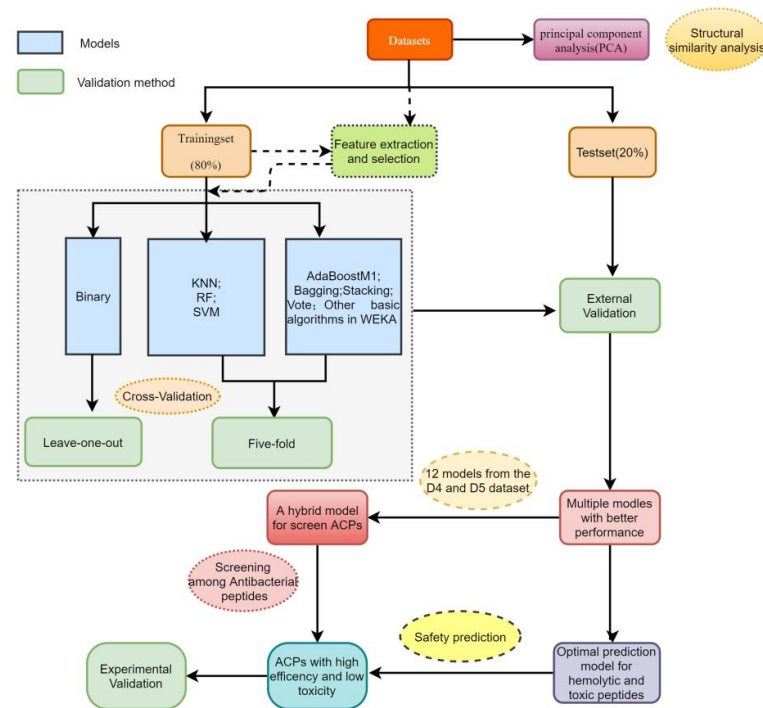 Models
Validation method
Datasets
principal component
analysis(PCA)
Structural
similarity analysis
Trainingset
(80%)
Feature extraction
and selection
Testset(20%)
Binary
KNN;
RF;
SVM
AdaBoostM1;
Bagging;Stacking;
Vote；Other basic
algorithms in WEKA
External
Validation
Cross-Validation
Leave-one-out
Five-fold
12 models from the
D4 and D5 dataset
A hybrid model
for screen ACPs
Multiple modles
with better
performance
Screening
among Antibacterial
peptides
Safety prediction
Experimental
Validation
ACPs with high
efficency and low
toxicity
Optimal prediction
model for
hemolytic and
toxic peptides